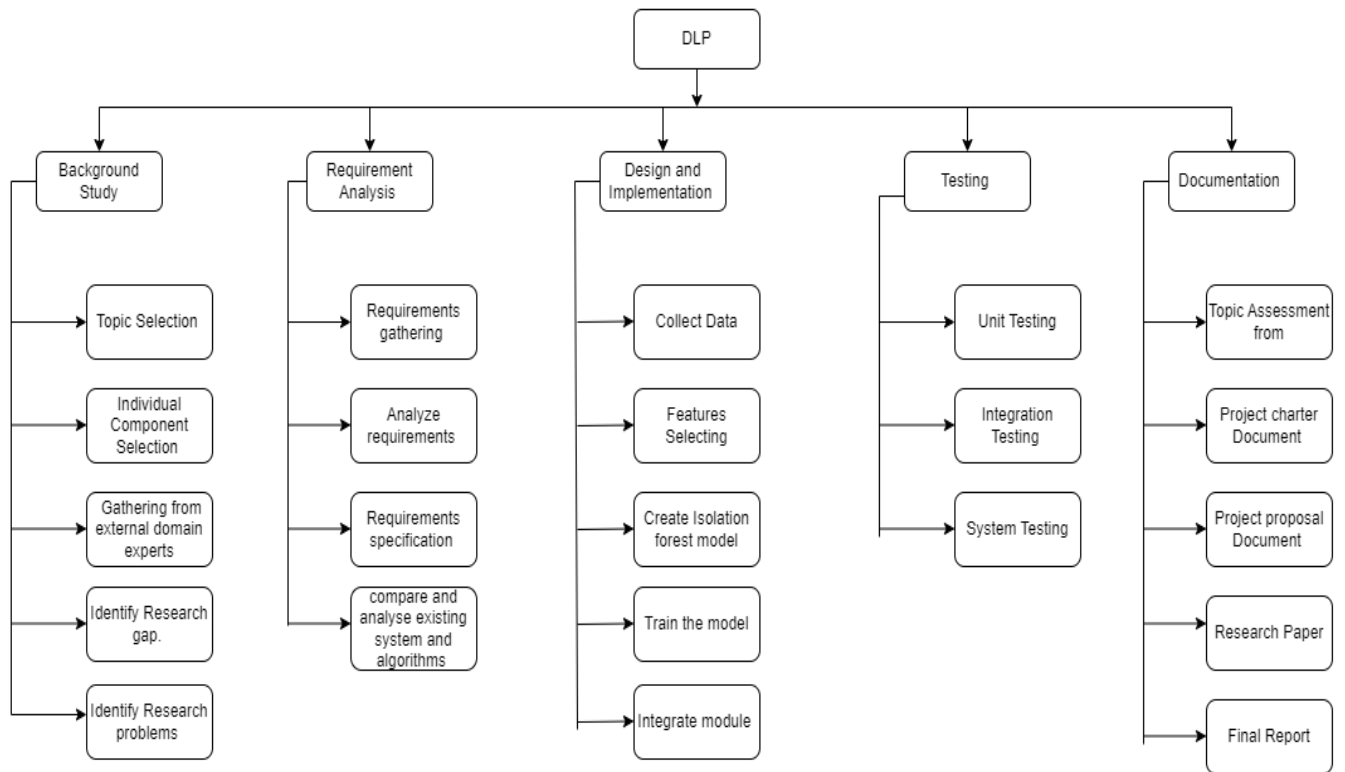 DLP
Background
Study
Requirement
Analysis
Design and
Implementation
Testing
Documentation
Topic Selection
Individual
Component
Selection
Gathering from
external domain
experts
Identify Research
gap.
Identify Research
problems
Requirements
gathering
Analyze
requirements
Requirements
specification
compare and
analyse existing
system and
algorithms
Collect Data
Features
Selecting
Create Isolation
forest model
Train the model
Integrate module
Unit Testing
Integration
Testing
System Testing
Topic Assessment
from
Project charter
Document
Project proposal
Document
Research Paper
Final Report